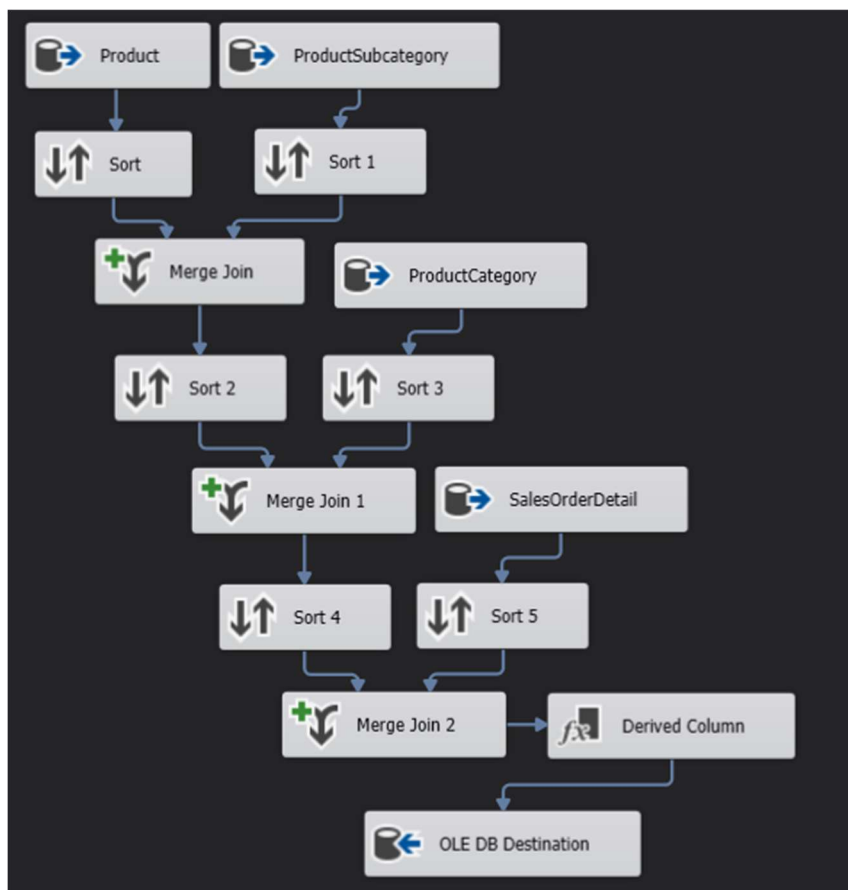 Product
ProductSubcategory
Sort
Sort 1
Merge Join
ProductCategory
Sort 2
Sort 3
Merge Join 1
SalesOrderDetail
Sort 4
Sort 5
Merge Join 2
fx
Derived Column
OLE DB Destination